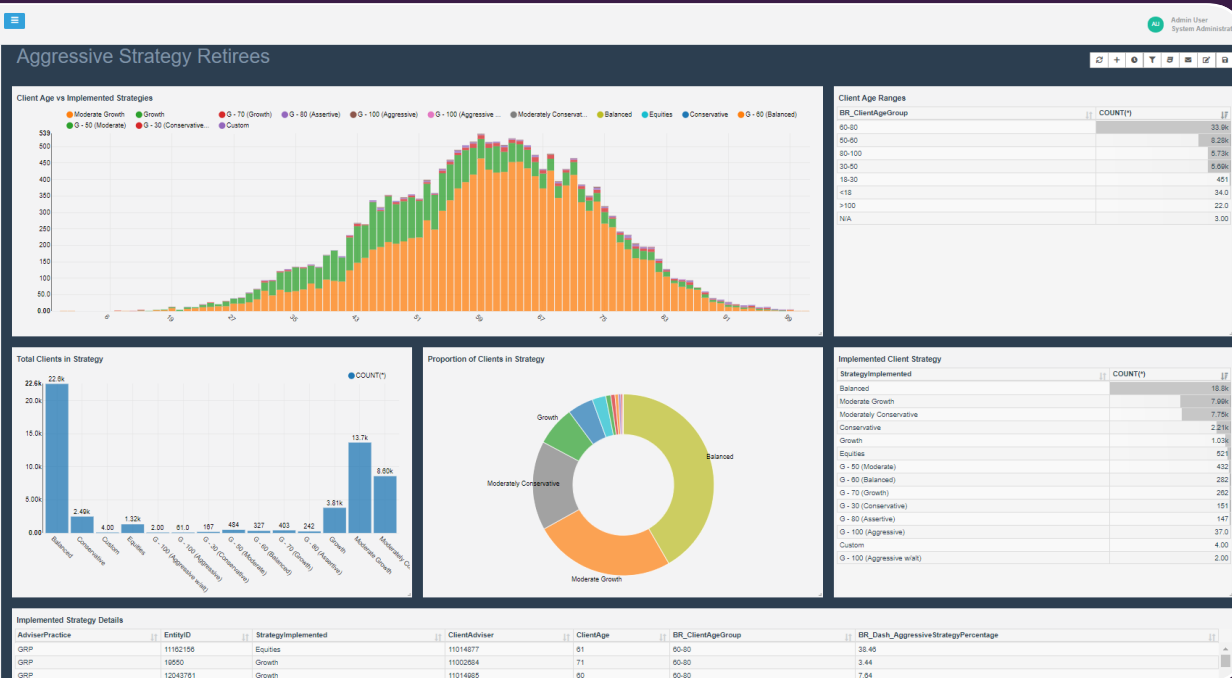 Admin User
AU
System Administrat
Aggressive Strategy Retirees
Client Age vs Implemented Strategies
Moderate Growth Growth G - 70 (Growth) G - 80 (Assertive) G - 100 (Aggressive) G - 100 (Aggressive ... Moderately Conservat... Balanced Equities Conservative G - 60 (Balanced)
G - 50 (Moderate) G - 30 (Conservative... Custom
539
500
450
400
350
300
250
200
150
100
50.0
0.00
6 19 27 35 43 51 59 67 75 83 91 99
Client Age Ranges
BR_ClientAgeGroup COUNT(*)
60-80 33.9k
50-60 8.28k
80-100 5.73k
30-50 5.69k
18-30 451
<18 34.0
>100 22.0
N/A 3.00
Total Clients in Strategy
COUNT(*)
22.6k
20.0k
15.0k
10.0k
5.00k
0.00
22.6k 2.49k 4.00 1.32k 2.00 61.0 167 484 327 403 242 3.81k 13.7k 8.60k
Balanced
Conservative
Custom
Equities
G - 100 (Aggressive w/alt)
G - 100 (Aggressive)
G - 30 (Conservative)
G - 50 (Moderate)
G - 60 (Balanced)
G - 70 (Growth)
G - 80 (Assertive)
Growth
Moderate Growth
Moderately Co..
Proportion of Clients in Strategy
Growth
Balanced
Moderately Conservative
Moderate Growth
Implemented Client Strategy
StrategyImplemented COUNT(*)
Balanced 18.8k
Moderate Growth 7.99k
Moderately Conservative 7.75k
Conservative 2.21k
Growth 1.03k
Equities 521
G - 50 (Moderate) 432
G - 60 (Balanced) 282
G - 70 (Growth) 262
G - 30 (Conservative) 151
G - 80 (Assertive) 147
G - 100 (Aggressive) 37.0
Custom 4.00
G - 100 (Aggressive w/alt) 2.00
Implemented Strategy Details
AdviserPractice EntityID StrategyImplemented ClientAdviser ClientAge BR_ClientAgeGroup BR_Dash_AggressiveStrategyPercentage
GRP 11162156 Equities 11014877 61 60-80 38.46
GRP 19550 Growth 11002684 71 60-80 3.44
GRP 12043761 Growth 11014985 60 60-80 7.64